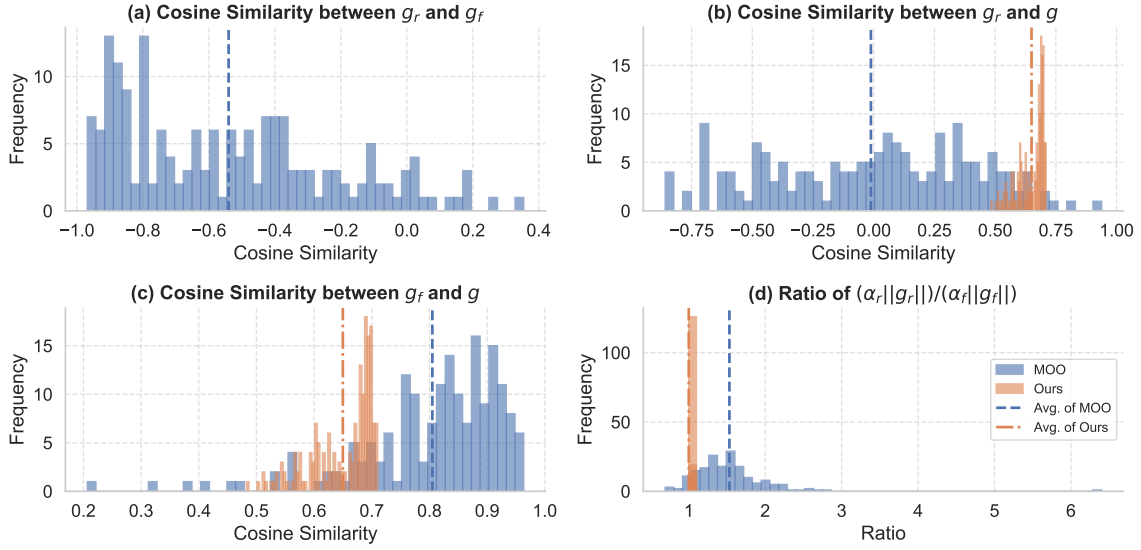 (a) Cosine Similarity between g_r and g_f
Frequency
10
5
0
−1.0 −0.8 −0.6 −0.4 −0.2 0.0 0.2 0.4
Cosine Similarity
(b) Cosine Similarity between g_r and g
Frequency
15
10
5
0
−0.75 −0.50 −0.25 0.00 0.25 0.50 0.75 1.00
Cosine Similarity
(c) Cosine Similarity between g_f and g
Frequency
15
10
5
0
0.2 0.3 0.4 0.5 0.6 0.7 0.8 0.9 1.0
Cosine Similarity
(d) Ratio of (α_r||g_r||)/(α_f||g_f||)
Frequency
100
50
0
1 2 3 4 5 6
Ratio
MOO
Ours
Avg. of MOO
Avg. of Ours